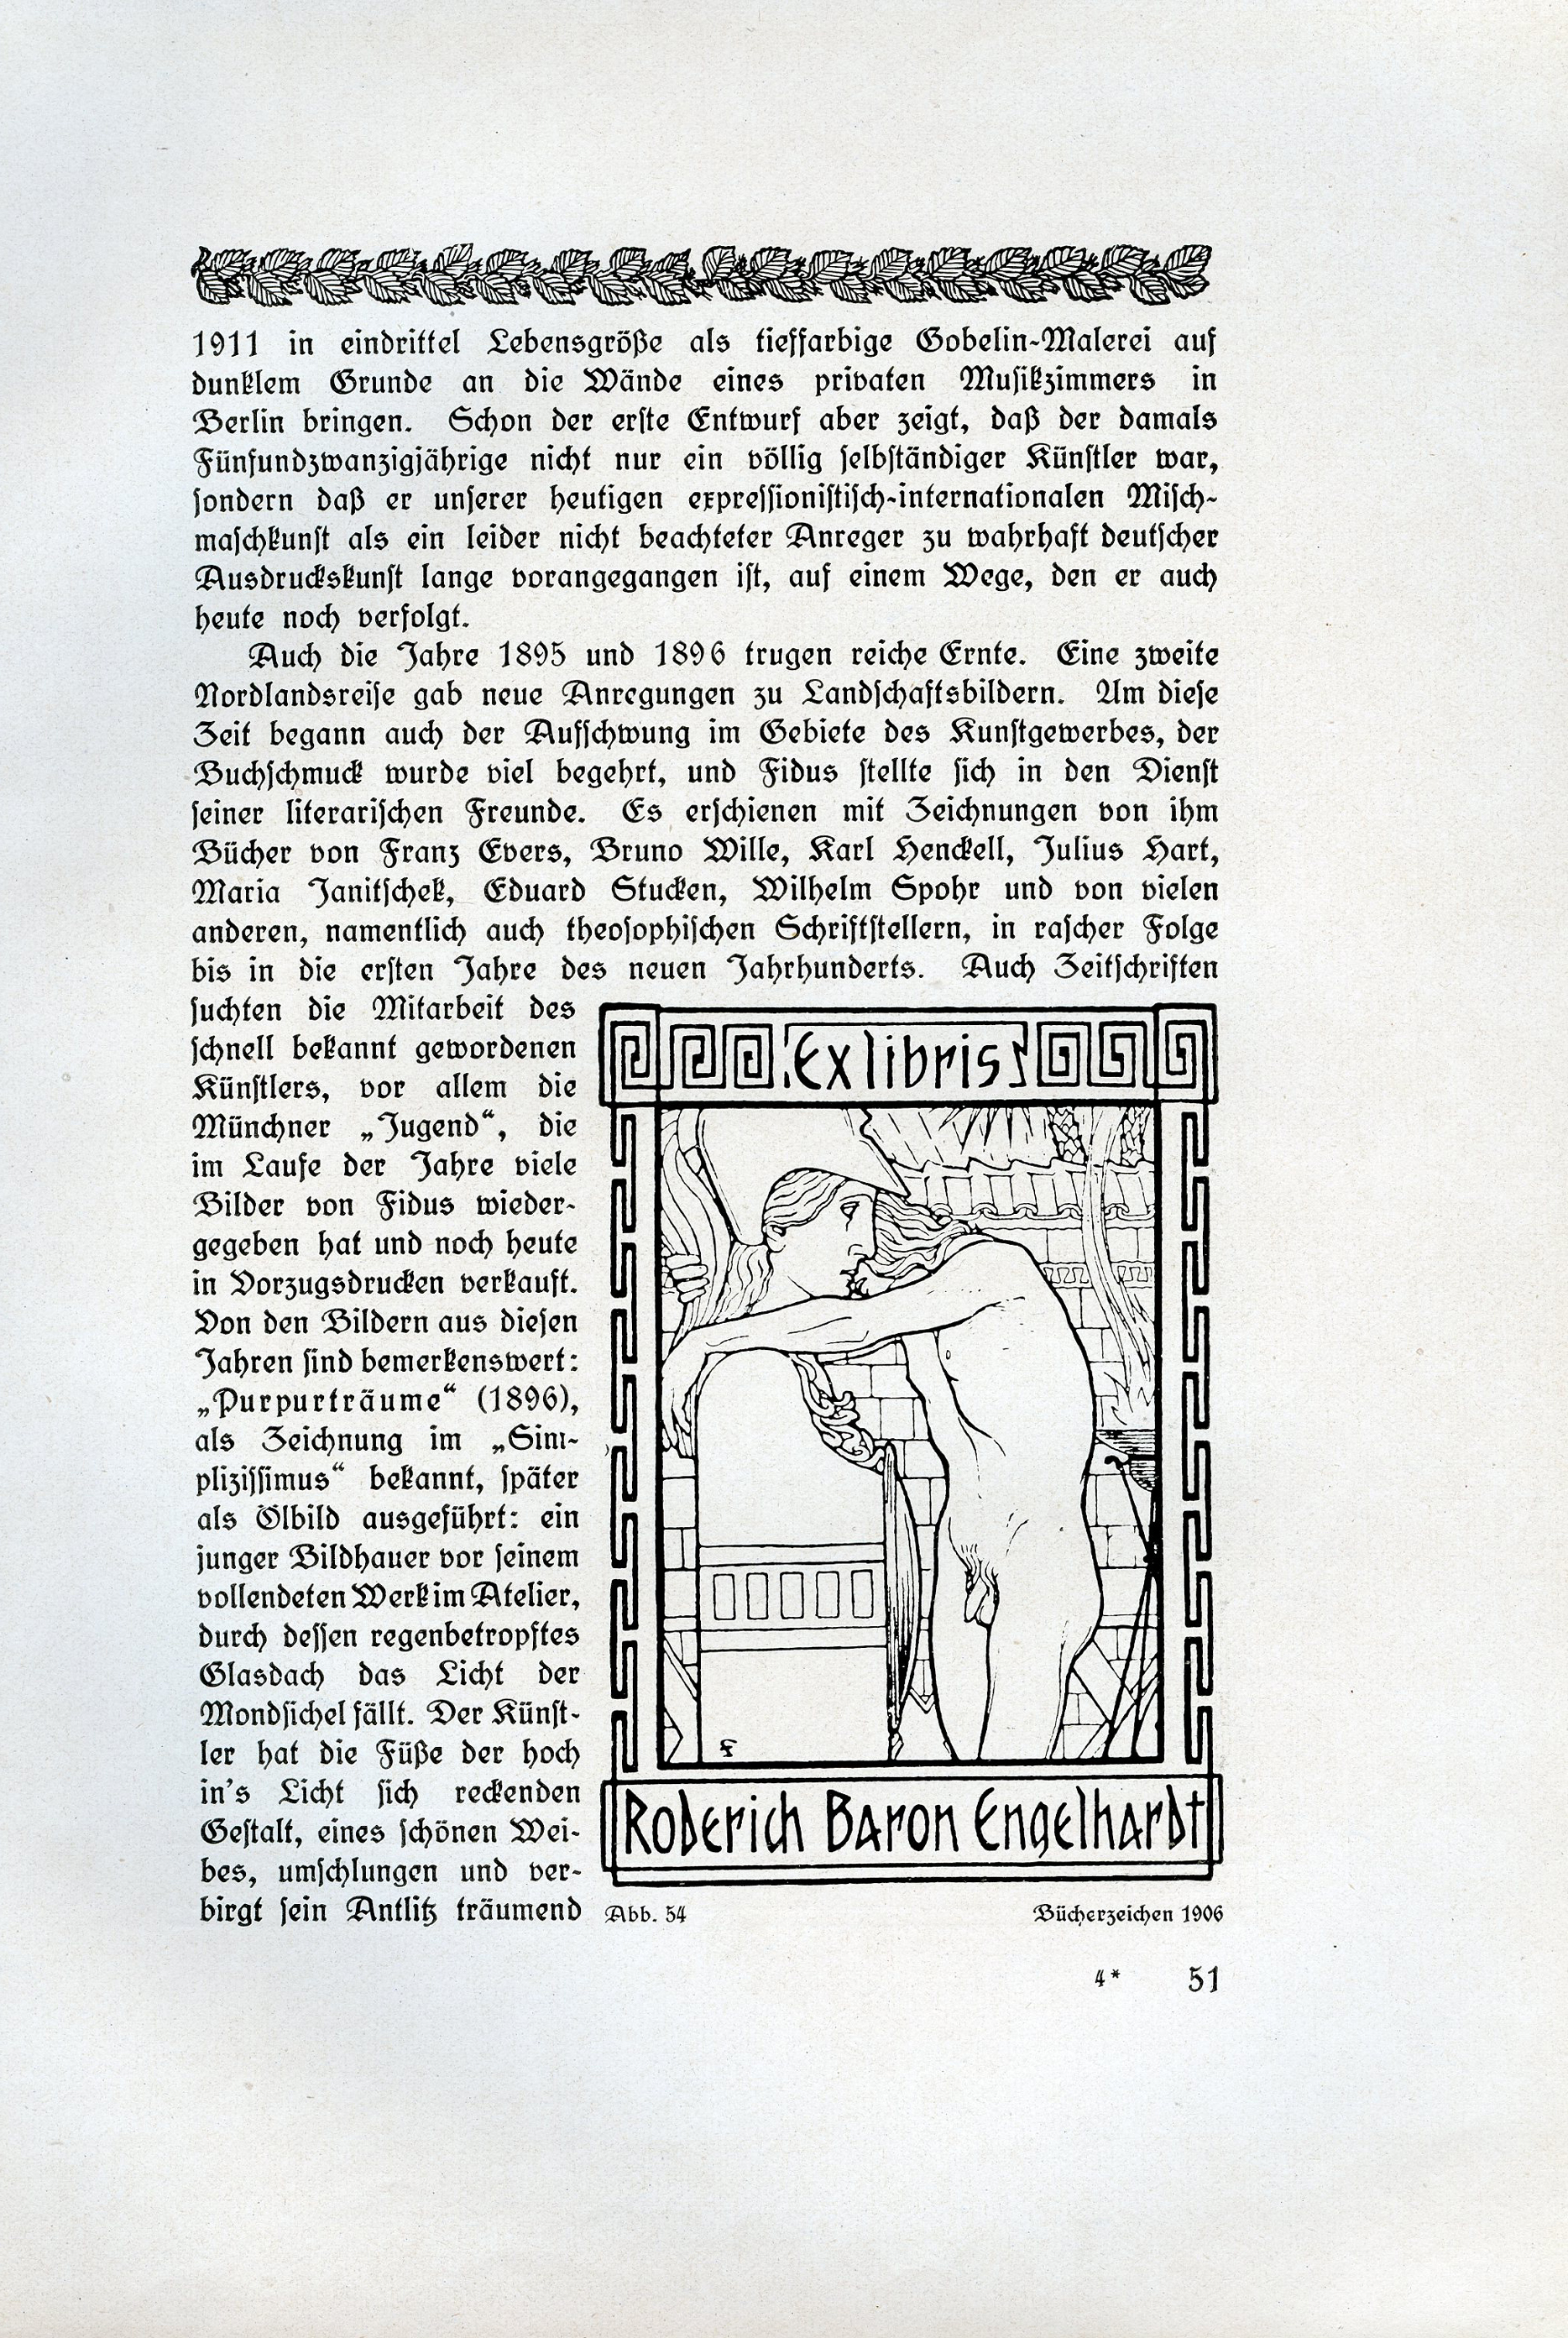 1911 in eindrittel Lebensgröße als tieffarbige Gobelin-Malerei auf
dunklem Grunde an die Wände eines privaten Musikzimmers in
Berlin bringen. Schon der erste Entwurf aber zeigt, daß der damals
Fünfundzwanzigjährige nicht nur ein völlig selbständiger Künstler war,
sondern daß er unserer heutigen expressionistisch-internationalen Misch-
maschkunst als ein leider nicht beachteter Anreger zu wahrhaft deutscher
Ausdruckskunst lange vorangegangen ist, auf einem Wege, den er auch
heute noch verfolgt.
Auch die Jahre 1895 und 1896 trugen reiche Ernte. Eine zweite
Nordlandsreise gab neue Anregungen zu Landschaftsbildern. Um diese
Zeit begann auch der Aufschwung im Gebiete des Kunstgewerbes, der
Buchschmuck wurde viel begehrt, und Fidus stellte sich in den Dienst
seiner literarischen Freunde. Es erschienen mit Zeichnungen von ihm
Bücher von Franz Evers, Bruno Wille, Karl Henckell, Julius Hart,
Maria Janitschek, Eduard Stucken, Wilhelm Spohr und von vielen
anderen, namentlich auch theosophischen Schriftstellern, in rascher Folge
bis in die ersten Jahre des neuen Jahrhunderts. Auch Zeitschriften
suchten die Mitarbeit des
schnell bekannt gewordenen
Künstlers, vor allem die
Münchner „Jugend“, die
im Laufe der Jahre viele
Bilder von Fidus wieder-
gegeben hat und noch heute
in Vorzugsdrucken verkauft.
Von den Bildern aus diesen
Jahren sind bemerkenswert:
„Purpurträume“ (1896),
als Zeichnung im „Sim-
plizissimus“ bekannt, später
als Ölbild ausgeführt: ein
junger Bildhauer vor seinem
vollendeten Werk im Atelier,
durch dessen regenbetropftes
Glasdach das Licht der
Mondsichel fällt. Der Künst-
ler hat die Füße der hoch
in's Licht sich reckenden
Gestalt, eines schönen Wei-
bes, umschlungen und ver-
birgt sein Antlitz träumend
Exlibris
F
Roderich Baron Engelhardt
Abb. 54 Bücherzeichen 1906
4* 51